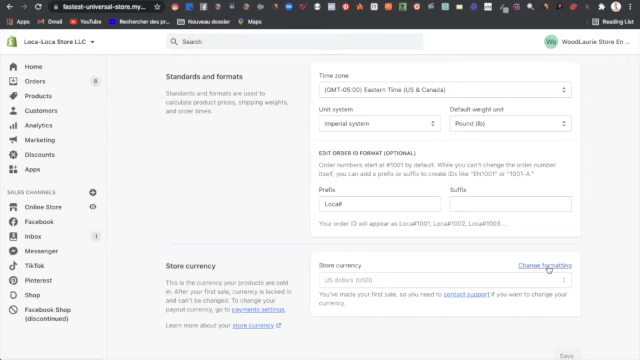 fastest-universal-store.my...
Apps
Gmail
YouTube
Rechercher des pro...
Nouveau dossier
Maps
Reading List
Loca-Loca Store LLC
Search
Wo
WoodLaurie Store En ...
Home
Orders
6
Products
Customers
Analytics
Marketing
Discounts
Apps
SALES CHANNELS
Online Store
Facebook
Inbox
1
Messenger
TikTok
Pinterest
Shop
Facebook Shop
(discontinued)
Standards and formats
Standards and formats are used to
calculate product prices, shipping weights,
and order times.
Time zone
(GMT-05:00) Eastern Time (US & Canada)
Unit system
Default weight unit
Imperial system
Pound (lb)
EDIT ORDER ID FORMAT (OPTIONAL)
Order numbers start at #1001 by default. While you can't change the order number
itself, you can add a prefix or suffix to create IDs like "EN1001" or "1001-A."
Prefix
Suffix
Loca#
Your order ID will appear as Loca#1001, Loca#1002, Loca#1003 ...
Store currency
This is the currency your products are
sold in. After your first sale, currency is locked in
and can't be changed. To change your
payout currency, go to payments settings.
Learn more about your store currency
Store currency
Change formatting
US dollars (USD)
You've made your first sale, so you need to contact support if you want to change your
currency.
Save